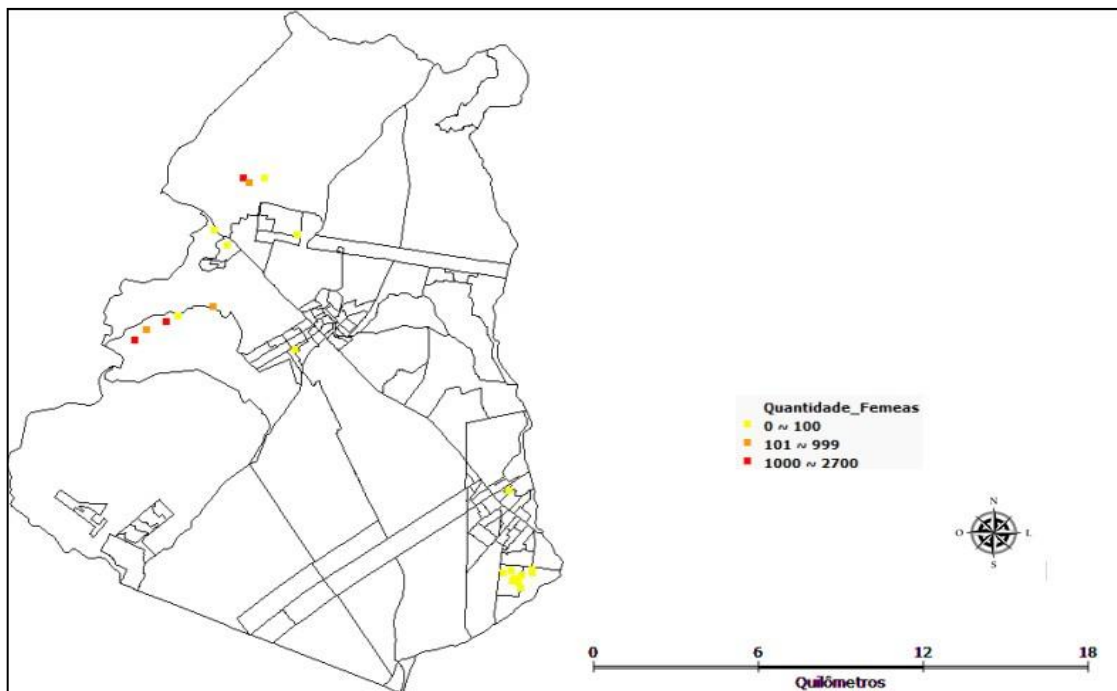 Quantidade_Femeas
0 ~ 100
101 ~ 999
1000 ~ 2700
N
O L
S
0 6 12 18
Quilômetros